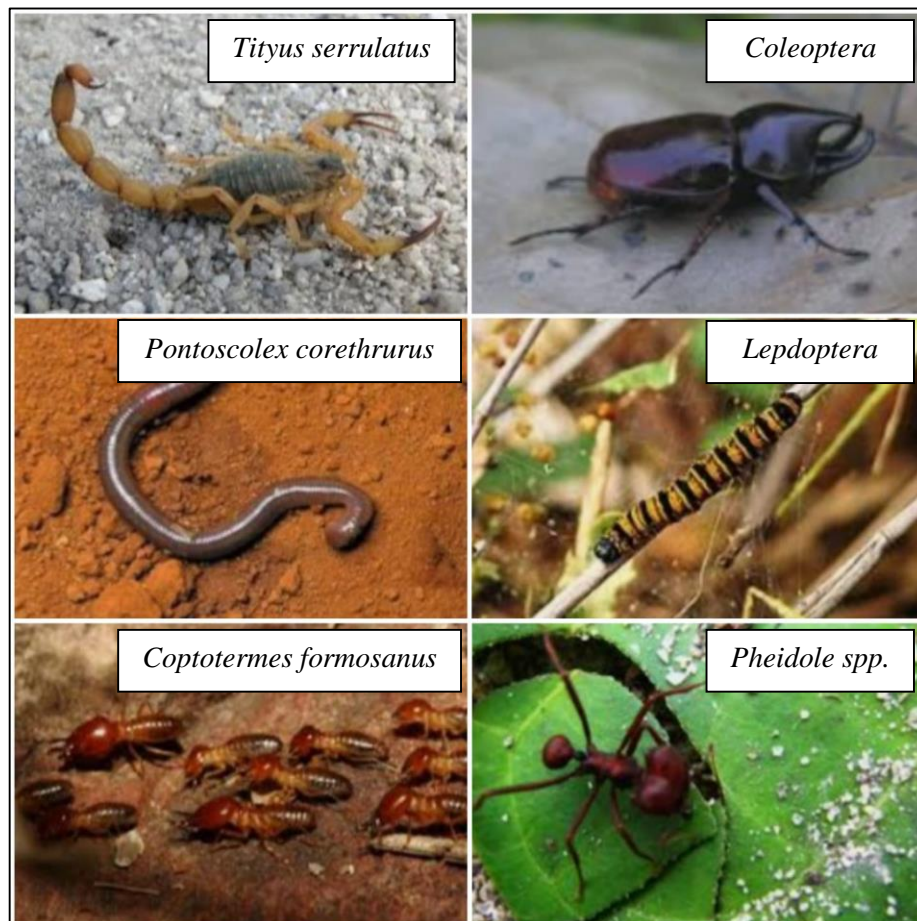 Tityus serrulatus
Coleoptera
Pontoscolex corethrurus
Lepdoptera
Coptotermes formosanus
Pheidole spp.